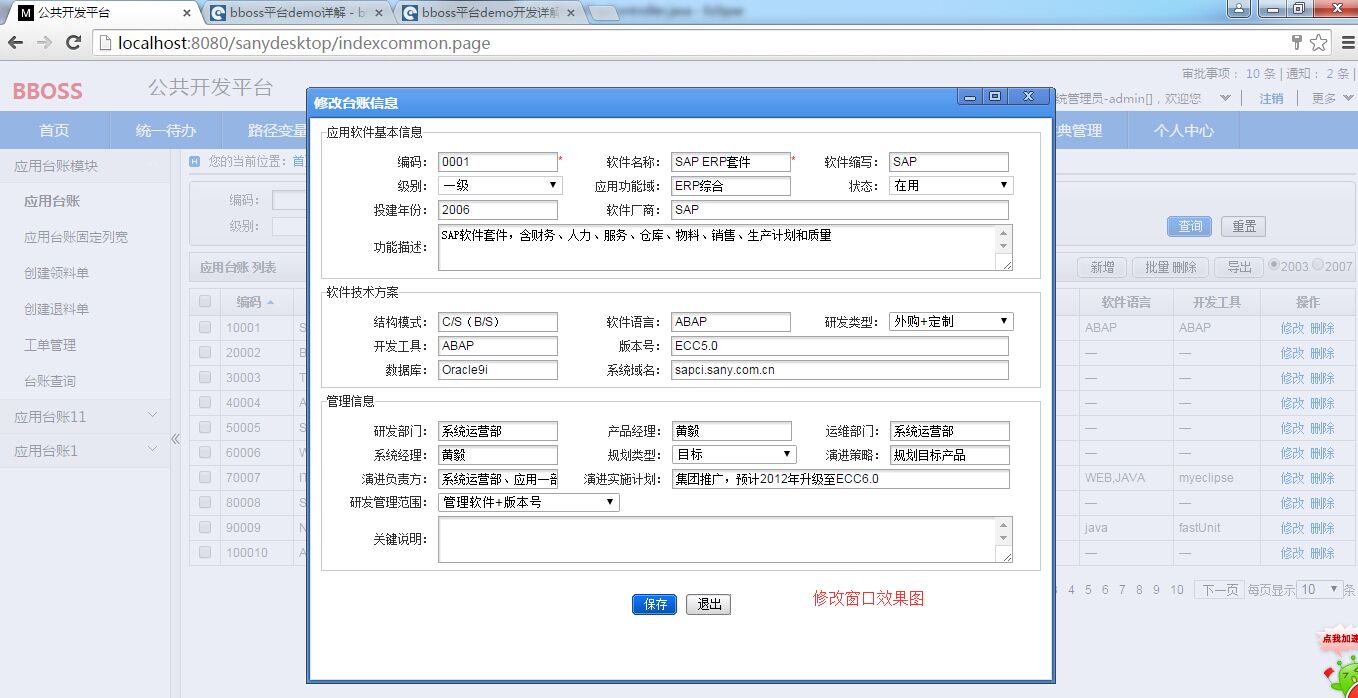 公共开发平台
bboss平台demo详解 - b
bboss平台demo开发详解
localhost:8080/sanydesktop/indexcommon.page
审批事项： 10 条 | 通知： 2 条 |
BBOSS 公共开发平台
统管理员-admin[]，欢迎您 注销 更多
首页 统一待办 路径变量 典管理 个人中心
应用台账模块
应用台账
应用台账固定列宽
创建领料单
创建退料单
工单管理
台账查询
应用台账11
应用台账1
您的当前位置：首
编码：
级别：
查询 重置
应用台账 列表
新增 批量 删除 导出 2003 2007
编码 软件语言 开发工具 操作
10001 S ABAP ABAP 修改 删除
20002 B — — 修改 删除
30003 T — — 修改 删除
40004 A — — 修改 删除
50005 S — — 修改 删除
60006 W — — 修改 删除
70007 IT WEB,JAVA myeclipse 修改 删除
80008 S — — 修改 删除
90009 N java fastUnit 修改 删除
100010 A — — 修改 删除
4 5 6 7 8 9 10 下一页 每页显示 10 条
修改台账信息
应用软件基本信息
编码： 0001 * 软件名称： SAP ERP套件 * 软件缩写： SAP
级别： 一级 应用功能域： ERP综合 状态： 在用
投建年份： 2006 软件厂商： SAP
功能描述： SAP软件套件，含财务、人力、服务、仓库、物料、销售、生产计划和质量
软件技术方案
结构模式： C/S（B/S） 软件语言： ABAP 研发类型： 外购+定制
开发工具： ABAP 版本号： ECC5.0
数据库： Oracle9i 系统域名： sapci.sany.com.cn
管理信息
研发部门： 系统运营部 产品经理： 黄毅 运维部门： 系统运营部
系统经理： 黄毅 规划类型： 目标 演进策略： 规划目标产品
演进负责方： 系统运营部、应用一部 演进实施计划： 集团推广，预计2012年升级至ECC6.0
研发管理范围： 管理软件+版本号
关键说明：
保存 退出
修改窗口效果图
点我加速